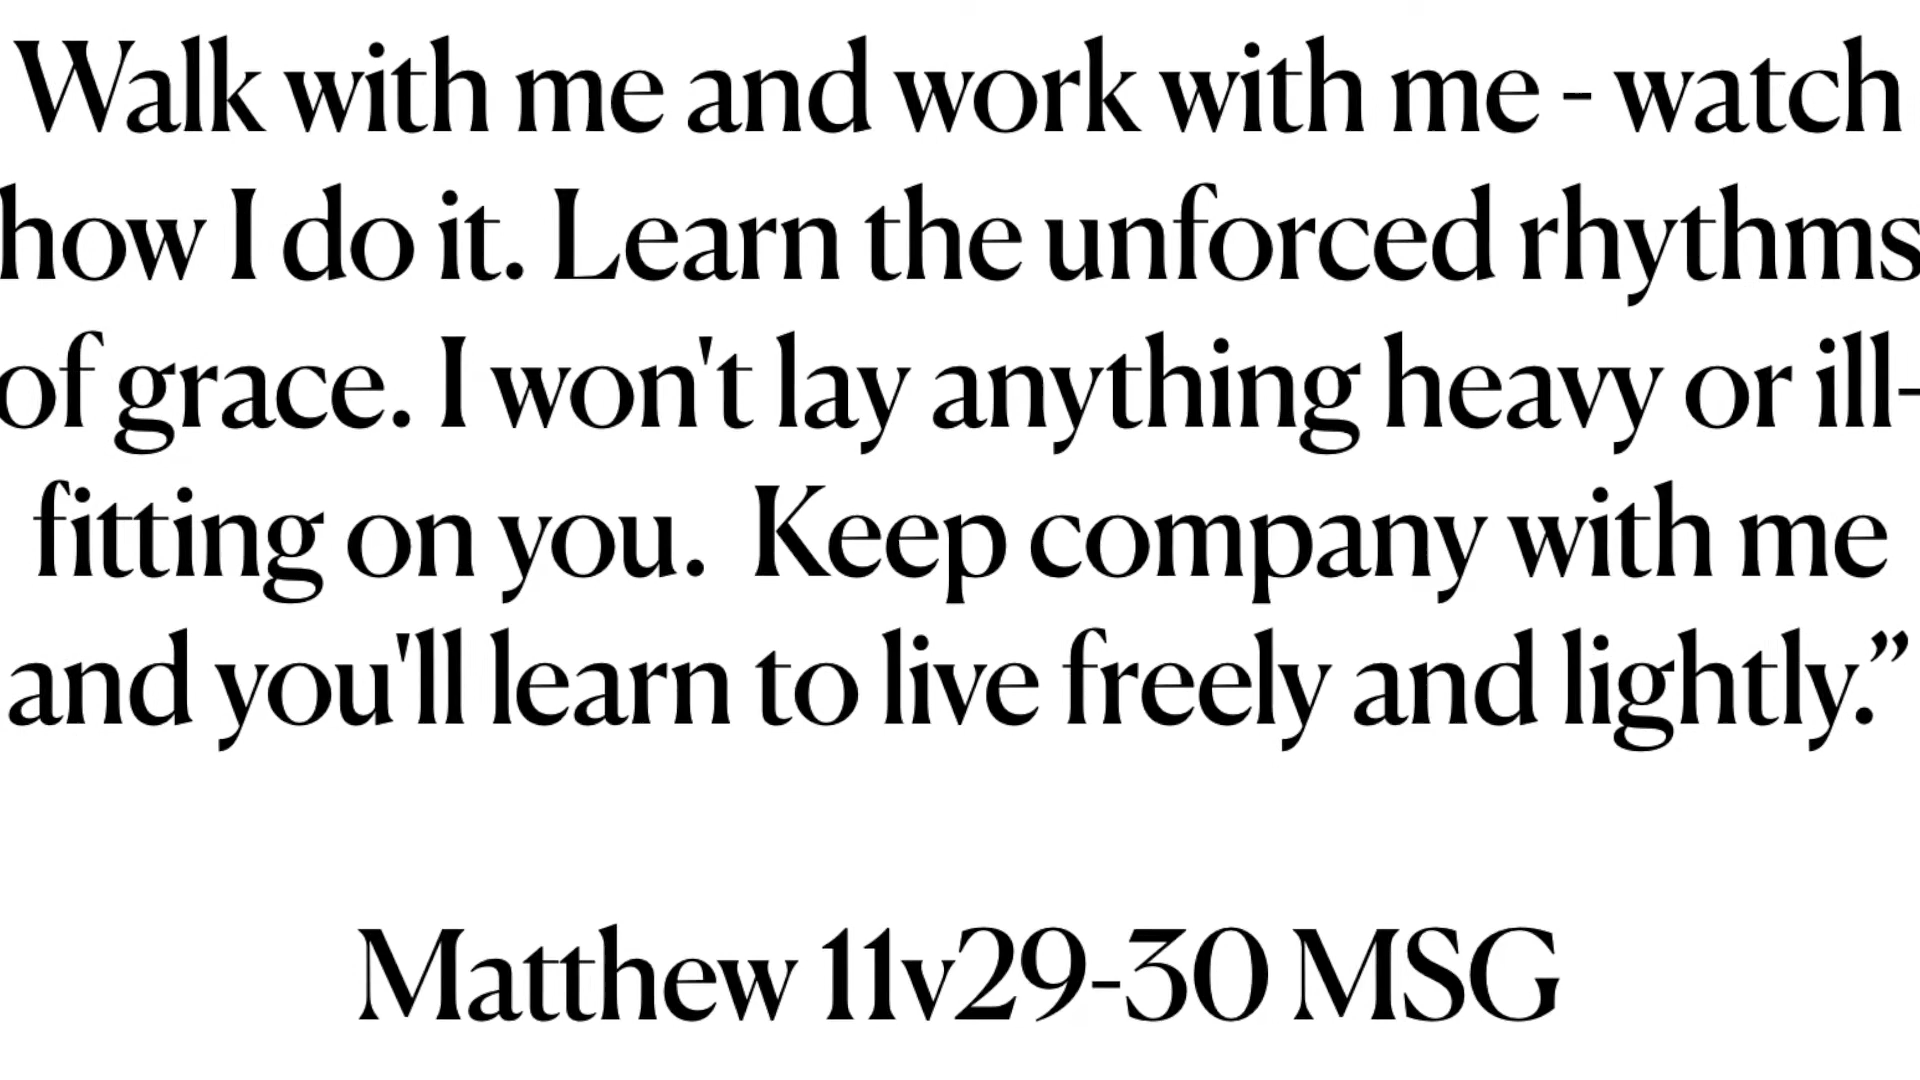 Walk with me and work with me - watch
how I do it. Learn the unforced rhythms
of grace. I won't lay anything heavy or ill-
fitting on you.  Keep company with me
and you'll learn to live freely and lightly.”
Matthew 11v29-30 MSG